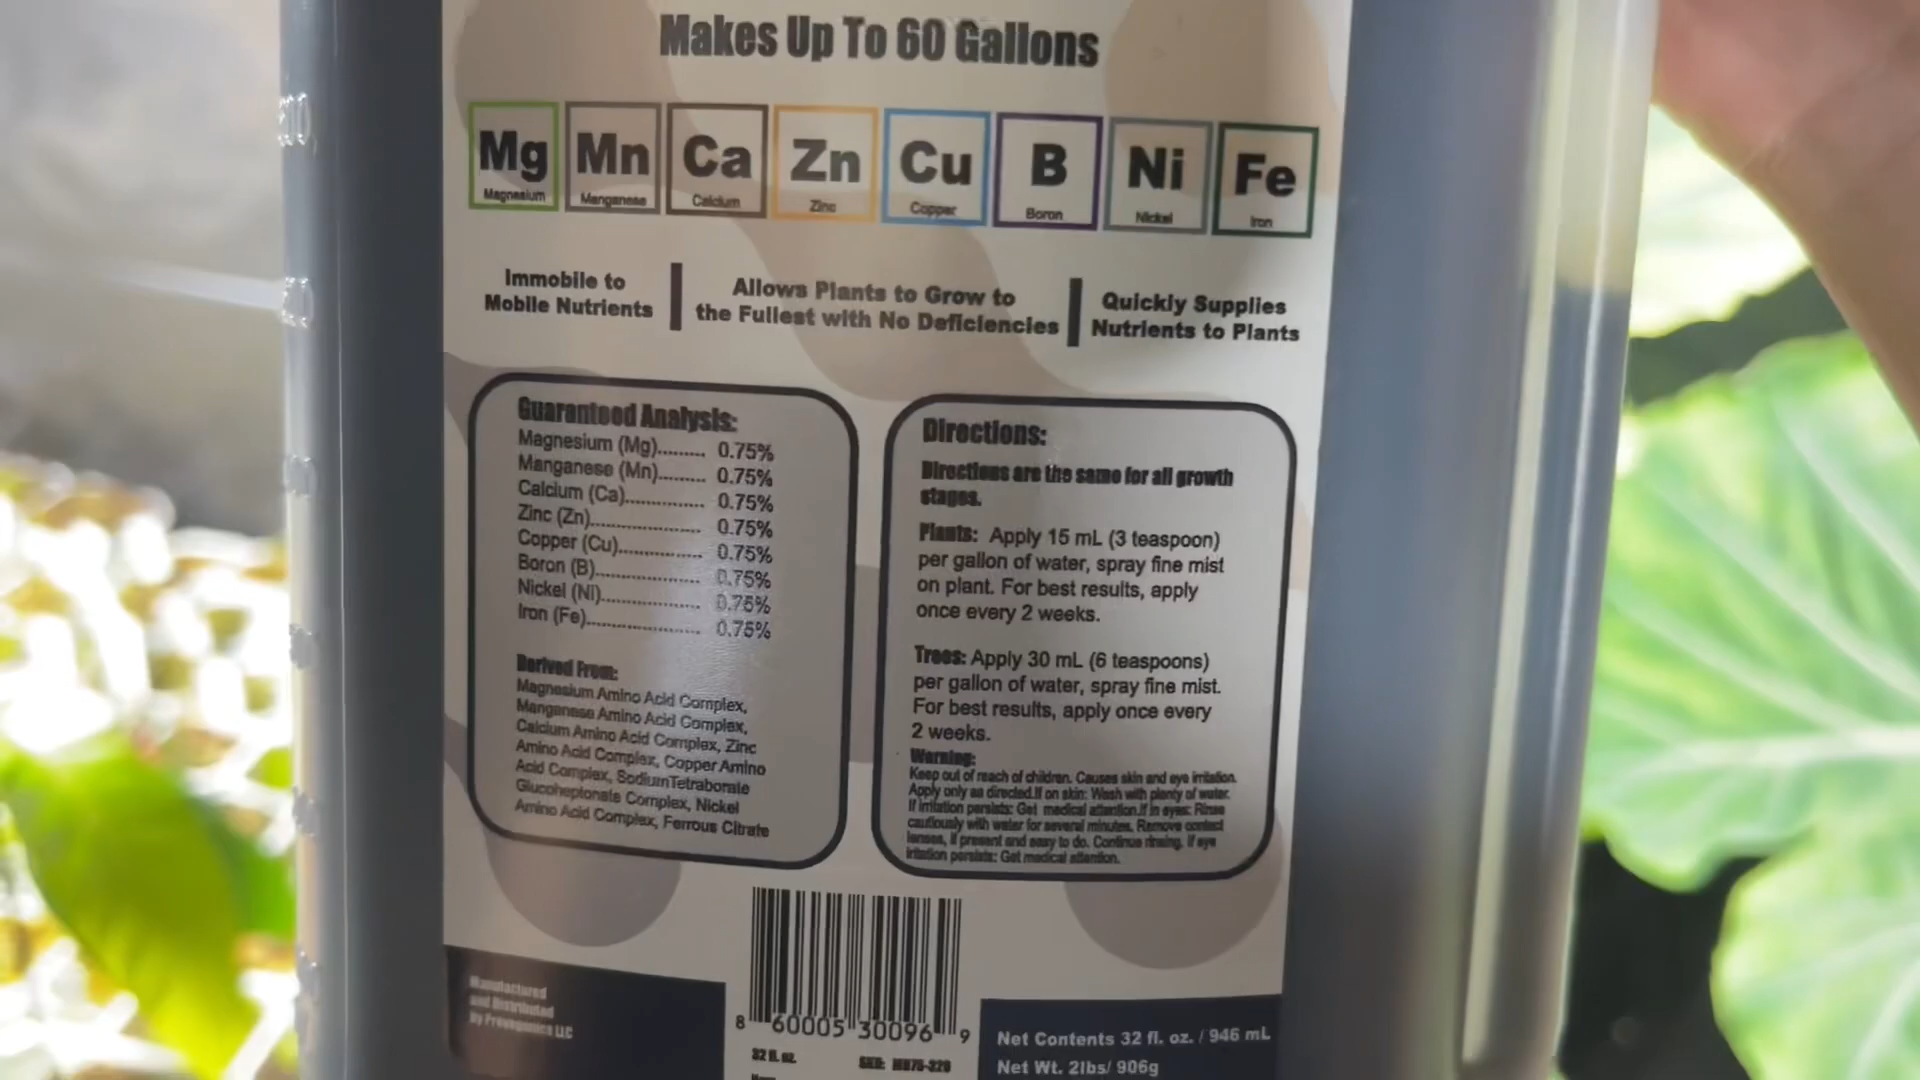 Makes Up To 60 Gallons
Mg Mn Ca Zn Cu B Ni Fe
Magnesium Manganese Calcium Zinc Copper Boron Nickel Iron
Immobile to
Mobile Nutrients
Allows Plants to Grow to
the Fullest with No Deficiencies
Quickly Supplies
Nutrients to Plants
Guaranteed Analysis:
Magnesium (Mg)......... 0.75%
Manganese (Mn)......... 0.75%
Calcium (Ca)............... 0.75%
Zinc (Zn)..................... 0.75%
Copper (Cu)................ 0.75%
Boron (B).................... 0.75%
Nickel (Ni)................... 0.75%
Iron (Fe)...................... 0.75%
Derived From:
Magnesium Amino Acid Complex,
Manganese Amino Acid Complex,
Calcium Amino Acid Complex, Zinc
Amino Acid Complex, Copper Amino
Acid Complex, SodiumTetraborate
Glucoheptonate Complex, Nickel
Amino Acid Complex, Ferrous Citrate
Directions:
Directions are the same for all growth
stages.
Plants: Apply 15 mL (3 teaspoon)
per gallon of water, spray fine mist
on plant. For best results, apply
once every 2 weeks.
Trees: Apply 30 mL (6 teaspoons)
per gallon of water, spray fine mist.
For best results, apply once every
2 weeks.
Warning:
Keep out of reach of children. Causes skin and eye irritation.
Apply only as directed.If on skin: Wash with plenty of water.
If irritation persists: Get medical attention.If in eyes: Rinse
cautiously with water for several minutes. Remove contact
lenses, if present and easy to do. Continue rinsing. If eye
irritation persists: Get medical attention.
Manufactured
and Distributed
by LLC
8 60005 30096 9
32 fl. oz.
SKU:
Net Contents 32 fl. oz. / 946 mL
Net Wt. 2lbs/ 906g